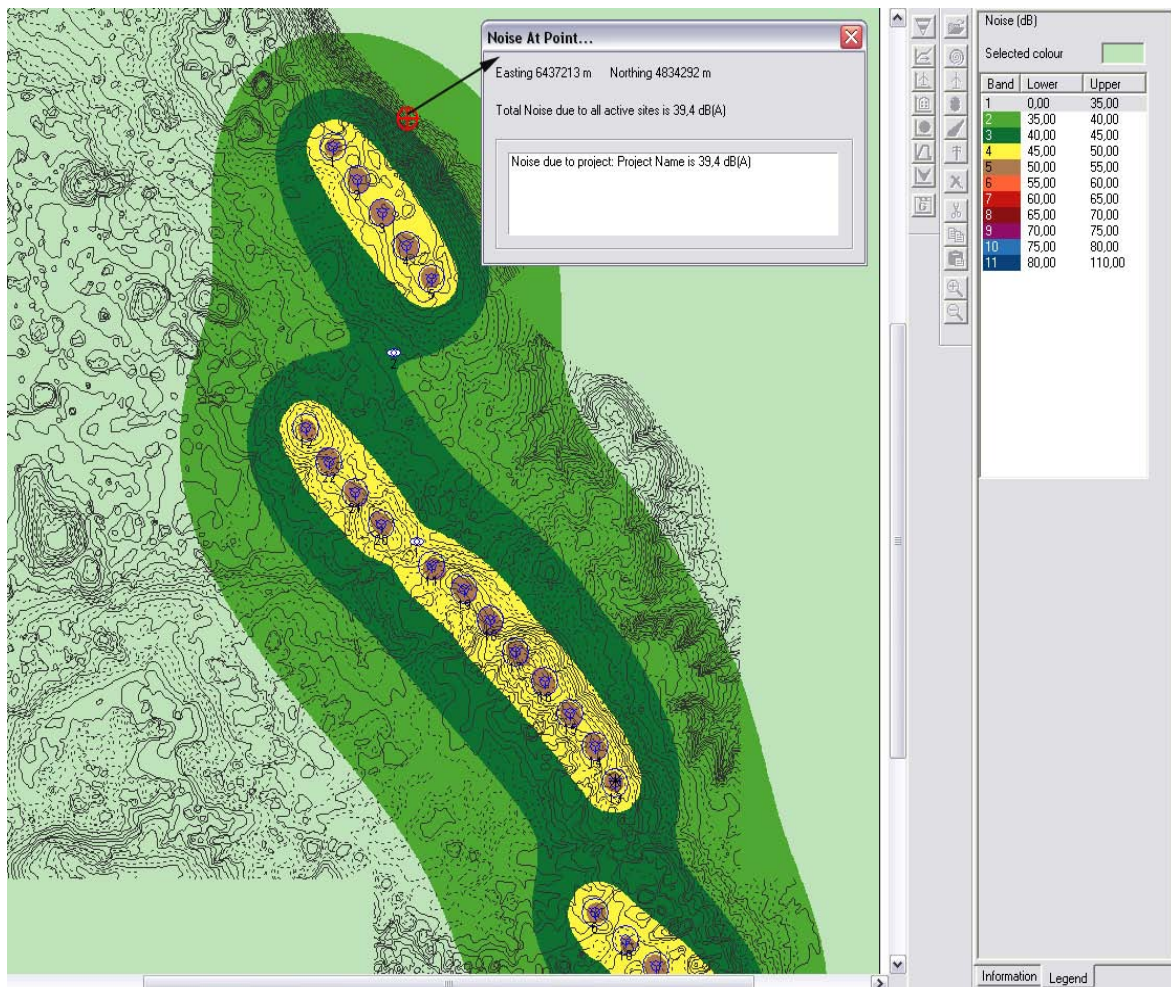 Noise At Point...
Easting 6437213 m Northing 4834292 m
Total Noise due to all active sites is 39,4 dB(A)
Noise due to project: Project Name is 39,4 dB(A)
Noise (dB)
Selected colour
Band Lower Upper
1 0,00 35,00
2 35,00 40,00
3 40,00 45,00
4 45,00 50,00
5 50,00 55,00
6 55,00 60,00
7 60,00 65,00
8 65,00 70,00
9 70,00 75,00
10 75,00 80,00
11 80,00 110,00
Information Legend